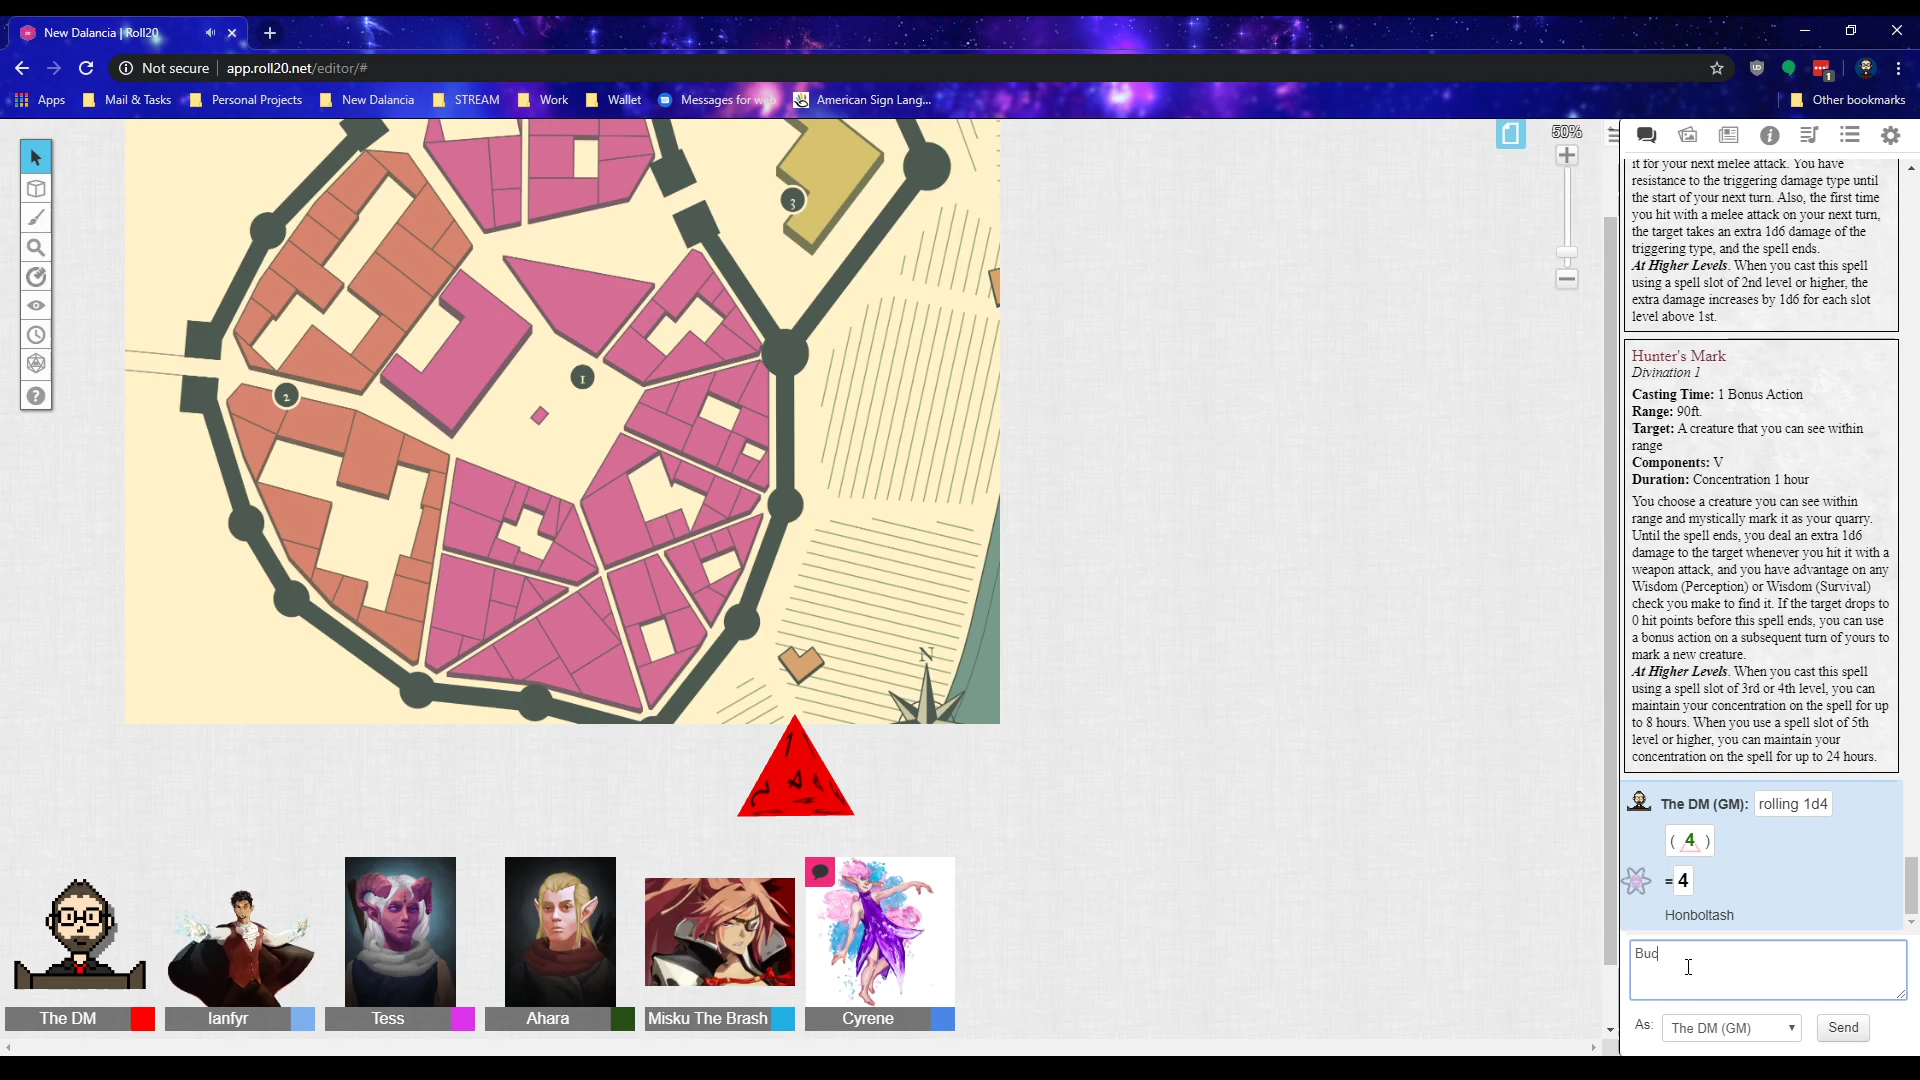 New Dalancia | Roll20
Not secure
app.roll20.net/editor/#
1
Apps
Mail & Tasks
Personal Projects
New Dalancia
STREAM
Work
Wallet
Messages for web
American Sign Lang...
Other bookmarks
50%
3
1
2
N
1
4
it for your next melee attack. You have
resistance to the triggering damage type until
the start of your next turn. Also, the first time
you hit with a melee attack on your next turn,
the target takes an extra 1d6 damage of the
triggering type, and the spell ends.
At Higher Levels. When you cast this spell
using a spell slot of 2nd level or higher, the
extra damage increases by 1d6 for each slot
level above 1st.
Hunter's Mark
Divination 1
Casting Time: 1 Bonus Action
Range: 90ft.
Target: A creature that you can see within
range
Components: V
Duration: Concentration 1 hour
You choose a creature you can see within
range and mystically mark it as your quarry.
Until the spell ends, you deal an extra 1d6
damage to the target whenever you hit it with a
weapon attack, and you have advantage on any
Wisdom (Perception) or Wisdom (Survival)
check you make to find it. If the target drops to
0 hit points before this spell ends, you can use
a bonus action on a subsequent turn of yours to
mark a new creature.
At Higher Levels. When you cast this spell
using a spell slot of 3rd or 4th level, you can
maintain your concentration on the spell for up
to 8 hours. When you use a spell slot of 5th
level or higher, you can maintain your
concentration on the spell for up to 24 hours.
The DM (GM): rolling 1d4
( 4 )
= 4
Honboltash
Buc
As: The DM (GM) Send
The DM
Ianfyr
Tess
Ahara
Misku The Brash
Cyrene